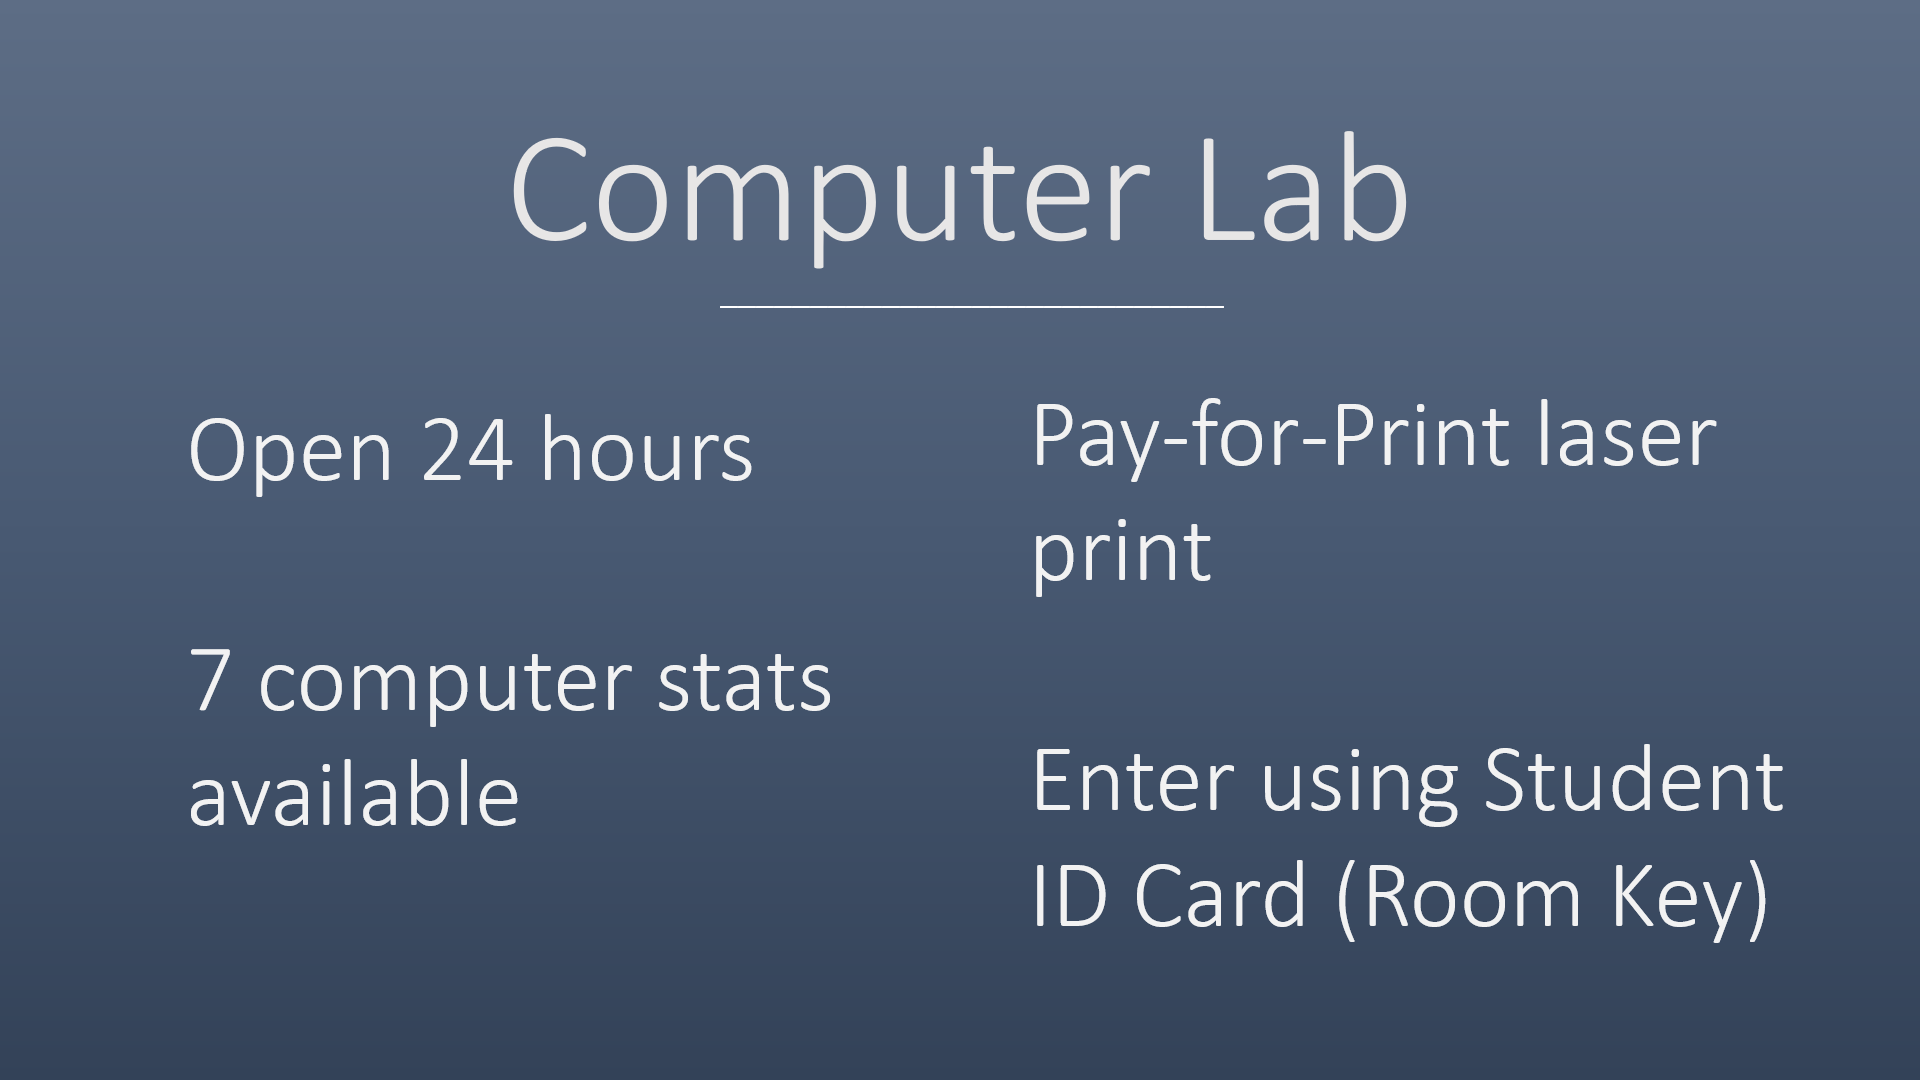 Computer Lab
Open 24 hours
7 computer stats
available
Pay-for-Print laser
print
Enter using Student
ID Card (Room Key)